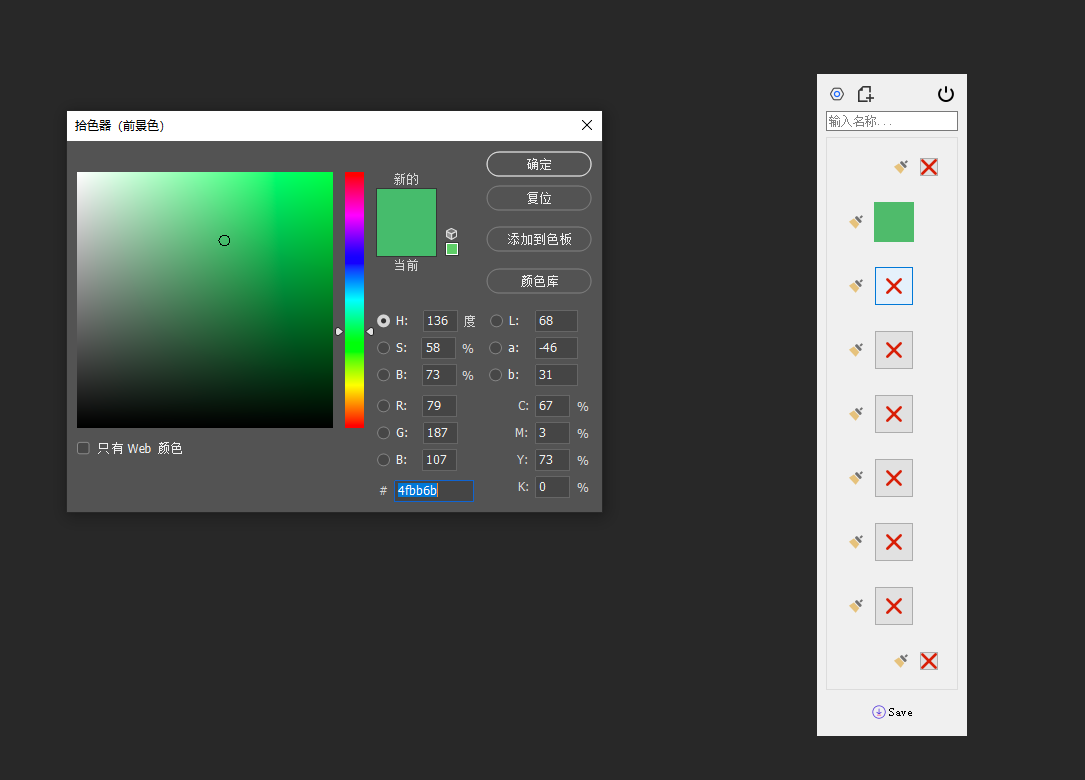 拾色器（前景色）
新的
当前
确定
复位
添加到色板
颜色库
H: 136 度
S: 58 %
B: 73 %
R: 79
G: 187
B: 107
# 4fbb6b
L: 68
a: -46
b: 31
C: 67 %
M: 3 %
Y: 73 %
K: 0 %
只有 Web 颜色
输入名称...
Save